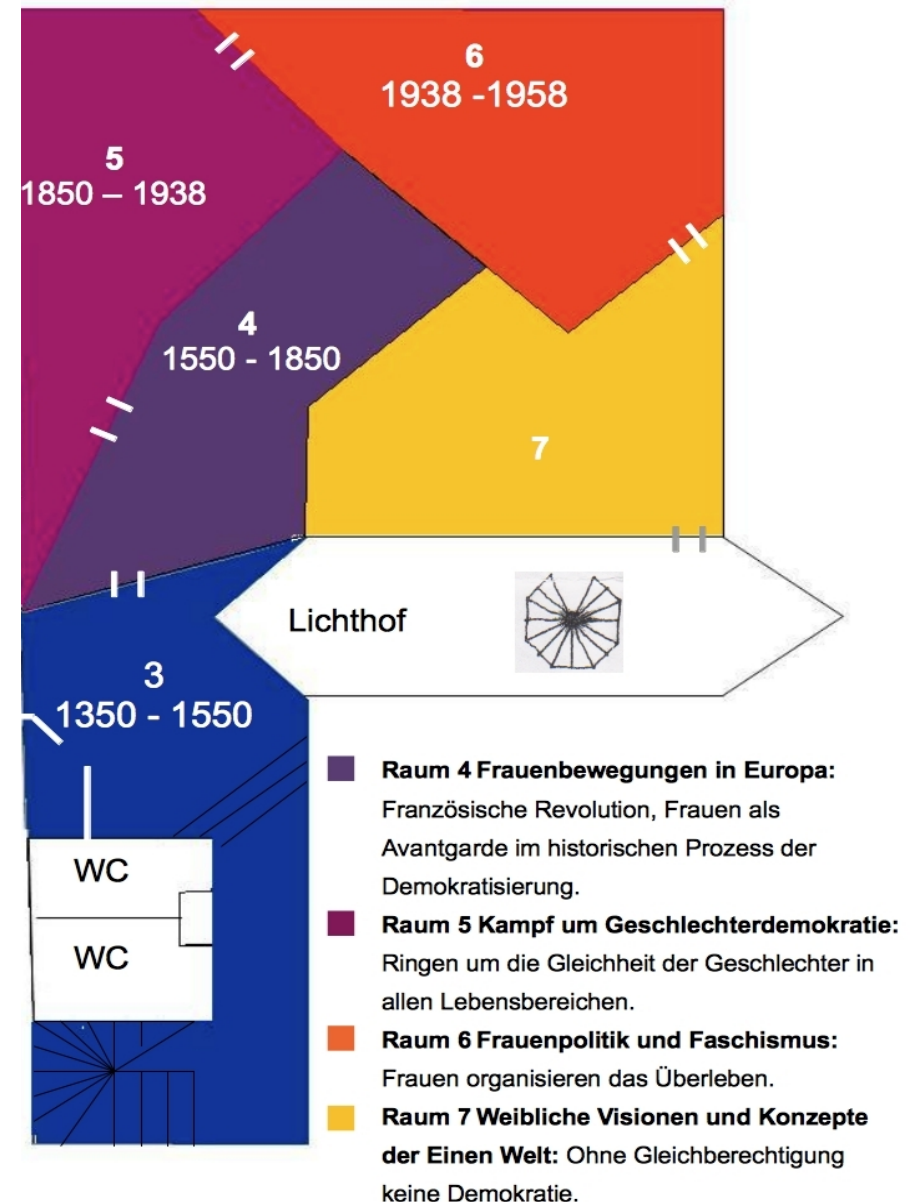 6
1938 -1958
5
1850 – 1938
4
1550 - 1850
7
Lichthof
3
1350 - 1550
WC
WC
Raum 4 Frauenbewegungen in Europa:
Französische Revolution, Frauen als
Avantgarde im historischen Prozess der
Demokratisierung.
Raum 5 Kampf um Geschlechterdemokratie:
Ringen um die Gleichheit der Geschlechter in
allen Lebensbereichen.
Raum 6 Frauenpolitik und Faschismus:
Frauen organisieren das Überleben.
Raum 7 Weibliche Visionen und Konzepte
der Einen Welt: Ohne Gleichberechtigung
keine Demokratie.